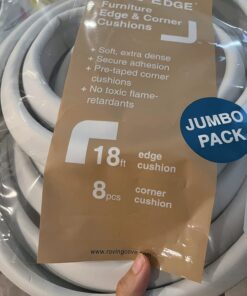 EDGE
Furniture
Edge & Corner
Cushions
+ Soft, extra dense
+ Secure adhesion
+ Pre-taped corner
cushions
+ No toxic flame-
retardants
JUMBO
PACK
18ft edge
cushion
8pcs corner
cushion